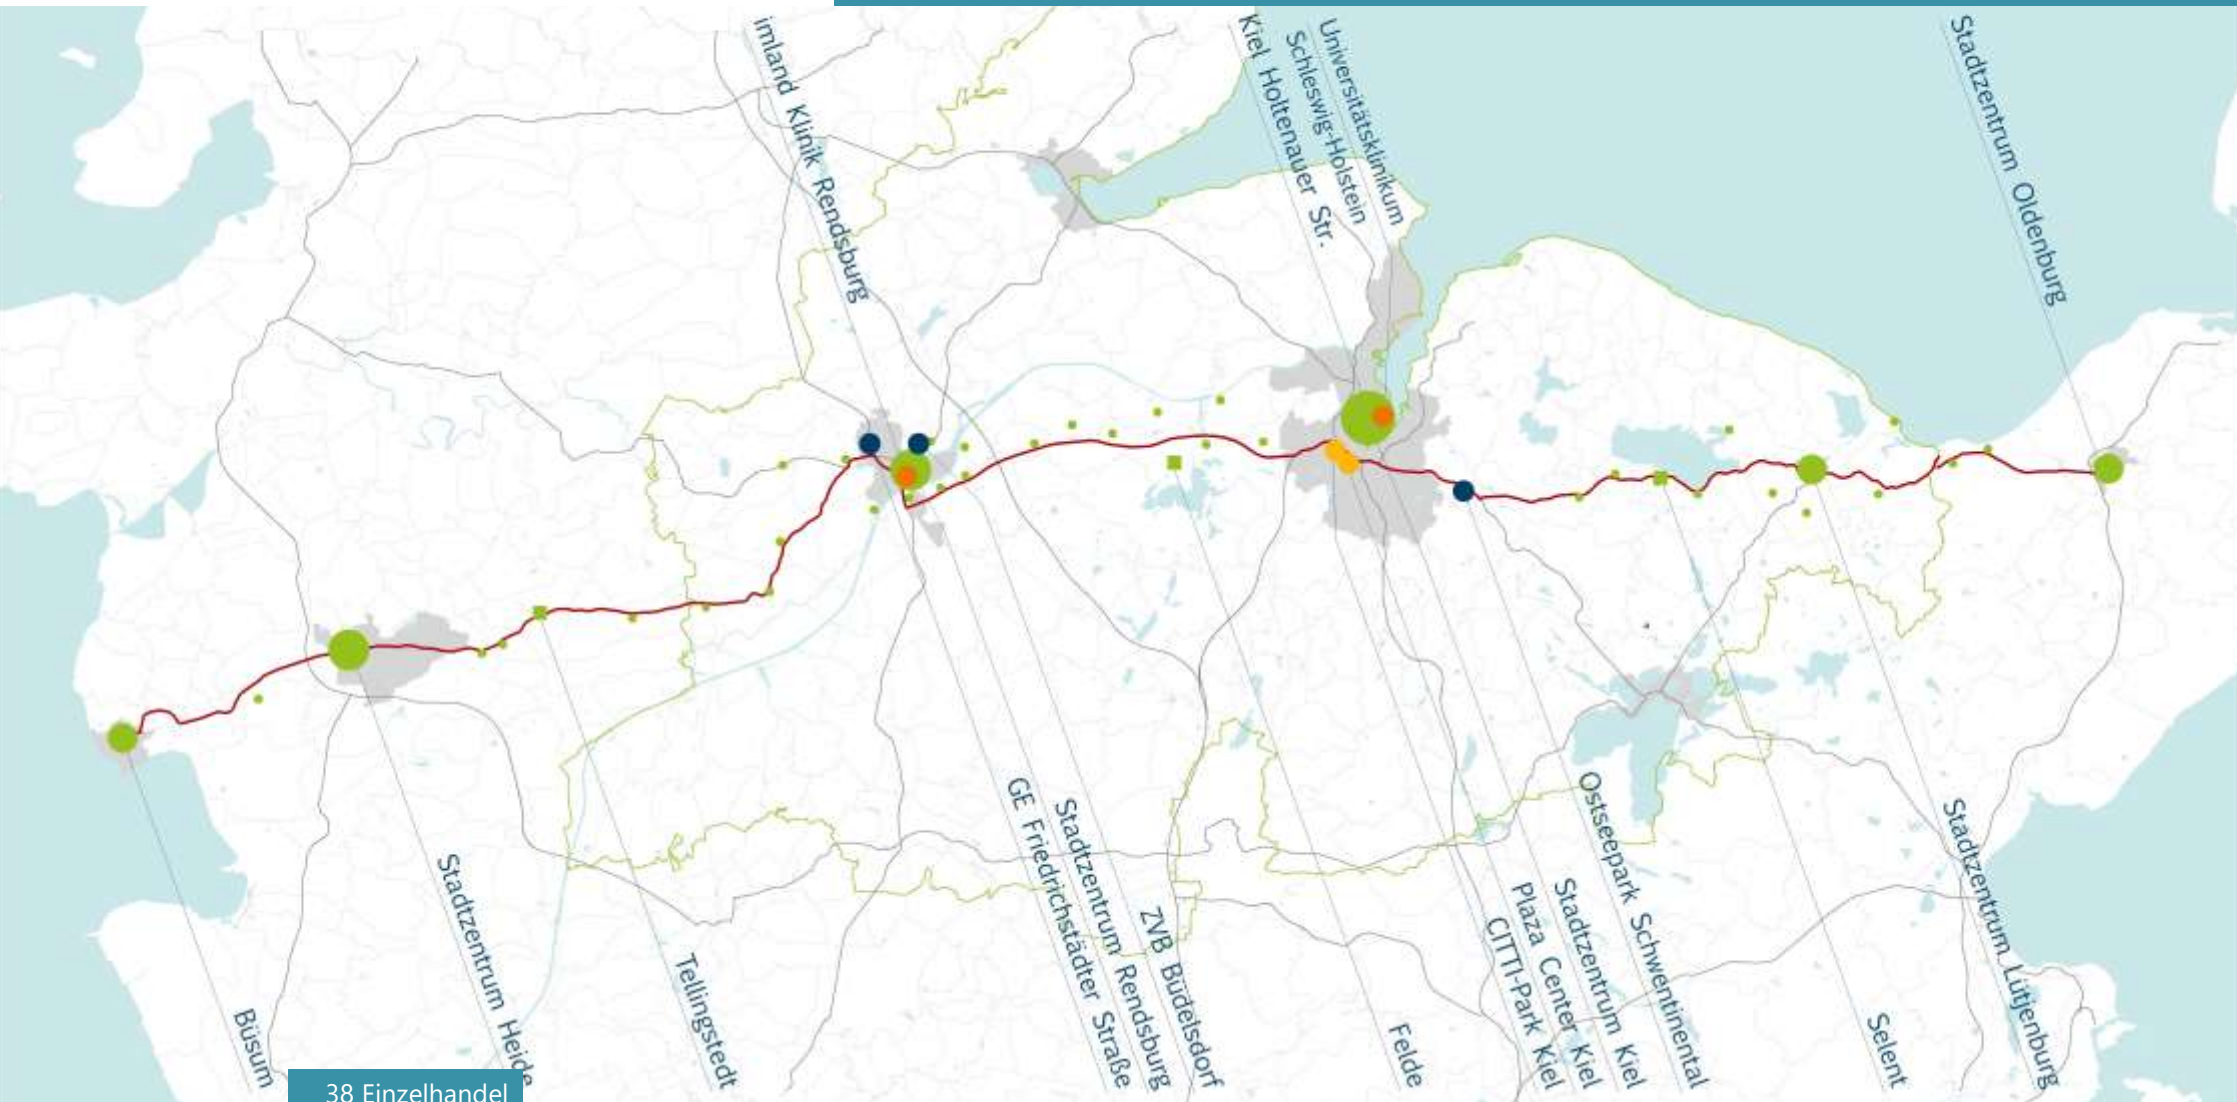 imland Klinik Rendsburg
Kiel Holtenauer Str.
Schleswig-Holstein
Universitätsklinikum
Stadtzentrum Oldenburg
Büsum
Stadtzentrum Heide
Tellingstedt
GE Friedrichstädter Straße
Stadtzentrum Rendsburg
ZVB Büdelsdorf
Felde
CITTI-Park Kiel
Plaza Center Kiel
Stadtzentrum Kiel
Ostseepark Schwentinental
Selent
Stadtzentrum Lütjenburg
38 Einzelhandel